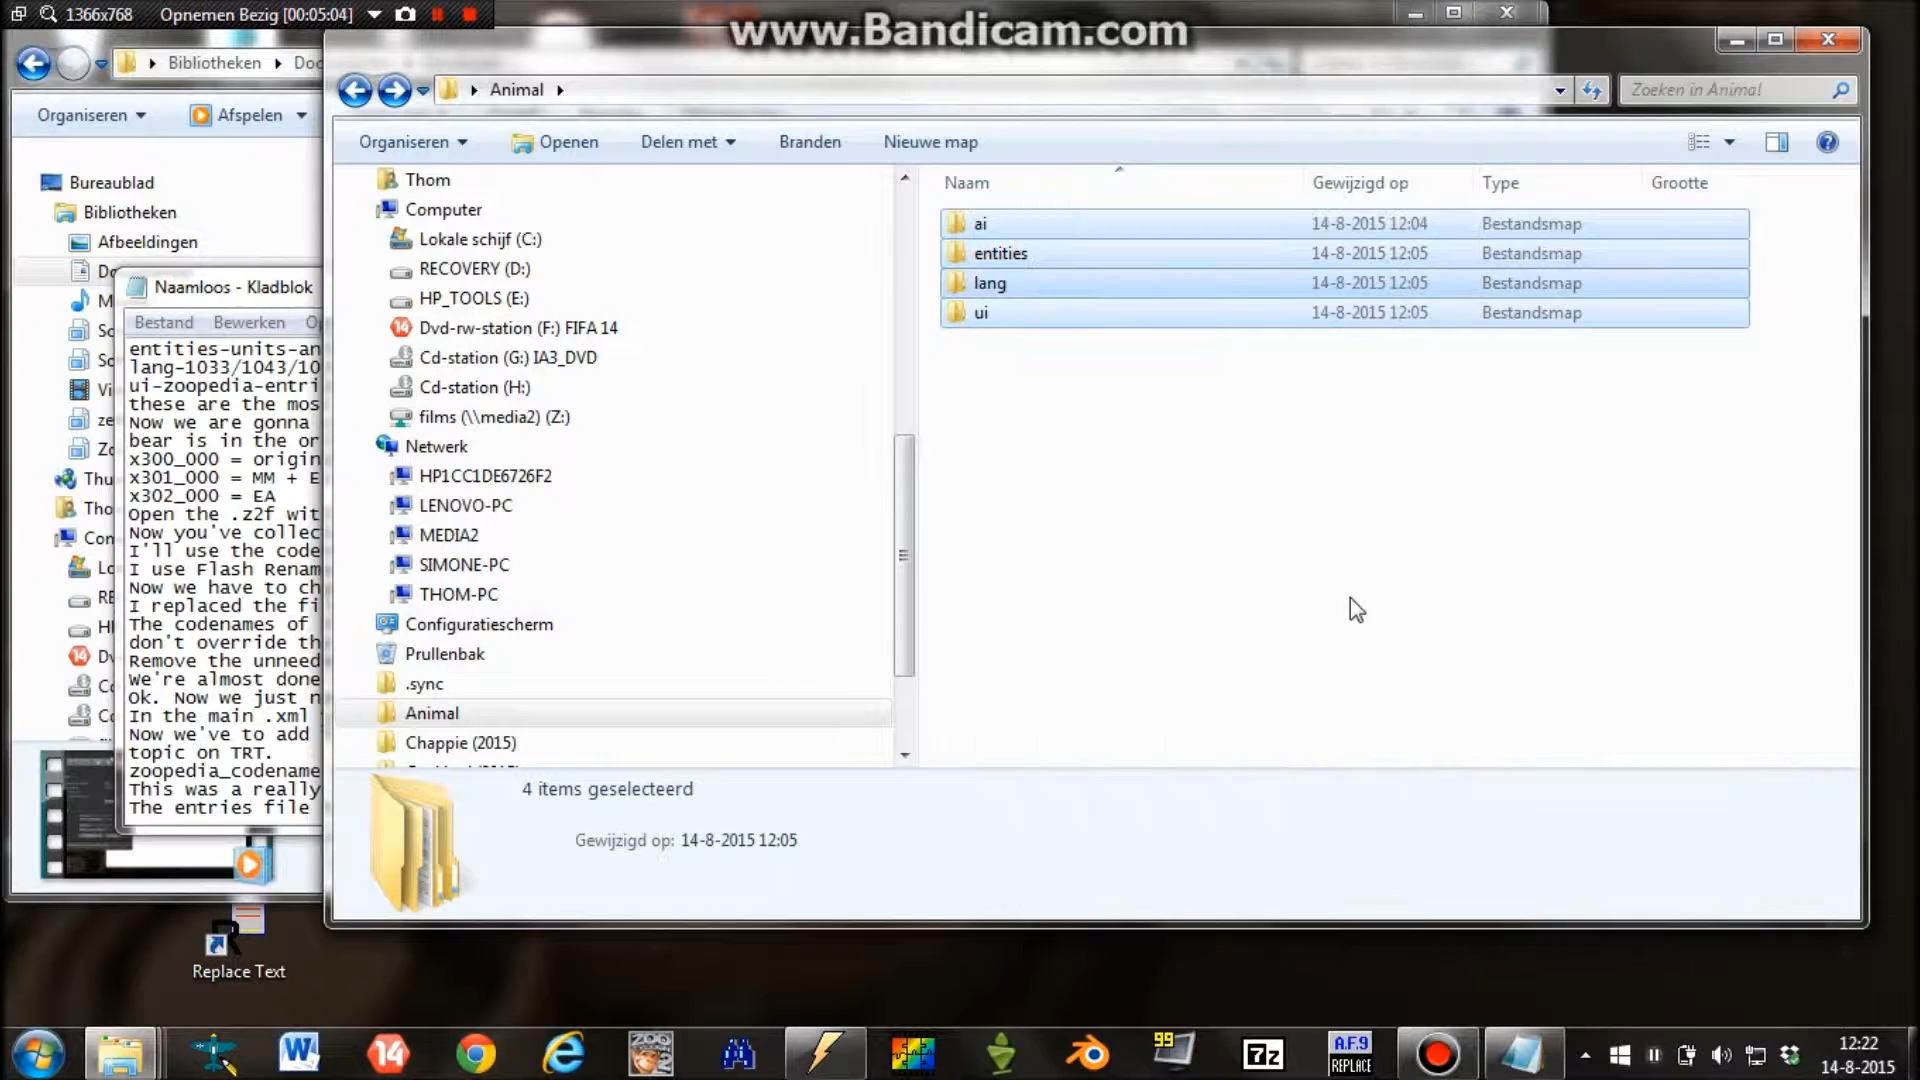 1366x768 Opnemen Bezig [00:05:04]
www.Bandicam.com
Bibliotheken
Animal
Zoeken in Animal
Organiseren Afspelen
Organiseren Openen Delen met Branden Nieuwe map
Bureaublad
Bibliotheken
Afbeeldingen
Naamloos - Kladblok
Bestand Bewerken
entities-units-an
lang-1033/1043/10
ui-zoopedia-entri
these are the mos
Now we are gonna
bear is in the or
x300_000 = origin
x301_000 = MM + E
x302_000 = EA
Open the .z2f wit
Now you've collec
I'll use the code
I use Flash Renam
Now we have to ch
I replaced the fi
The codenames of
don't override th
Remove the unneed
We're almost done
Ok. Now we just n
In the main .xml
Now we've to add
topic on TRT.
zoopedia_codename
This was a really
The entries file
Thom
Computer
Lokale schijf (C:)
RECOVERY (D:)
HP_TOOLS (E:)
Dvd-rw-station (F:) FIFA 14
Cd-station (G:) IA3_DVD
Cd-station (H:)
films (\\media2) (Z:)
Netwerk
HP1CC1DE6726F2
LENOVO-PC
MEDIA2
SIMONE-PC
THOM-PC
Configuratiescherm
Prullenbak
.sync
Animal
Chappie (2015)
Naam Gewijzigd op Type Grootte
ai 14-8-2015 12:04 Bestandsmap
entities 14-8-2015 12:05 Bestandsmap
lang 14-8-2015 12:05 Bestandsmap
ui 14-8-2015 12:05 Bestandsmap
4 items geselecteerd
Gewijzigd op: 14-8-2015 12:05
Replace Text
14
ZOO
99
7z
A.F.9
REPLACE
12:22
14-8-2015